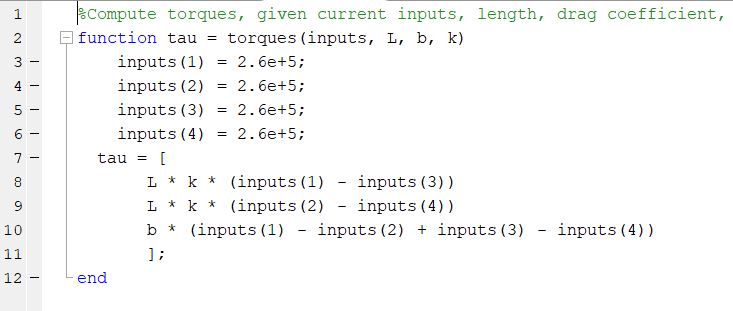 1 %Compute torques, given current inputs, length, drag coefficient,
2 function tau = torques(inputs, L, b, k)
3 – inputs(1) = 2.6e+5;
4 – inputs(2) = 2.6e+5;
5 – inputs(3) = 2.6e+5;
6 – inputs(4) = 2.6e+5;
7 – tau = [
8 L * k * (inputs(1) - inputs(3))
9 L * k * (inputs(2) - inputs(4))
10 b * (inputs(1) - inputs(2) + inputs(3) - inputs(4))
11 ];
12 – end